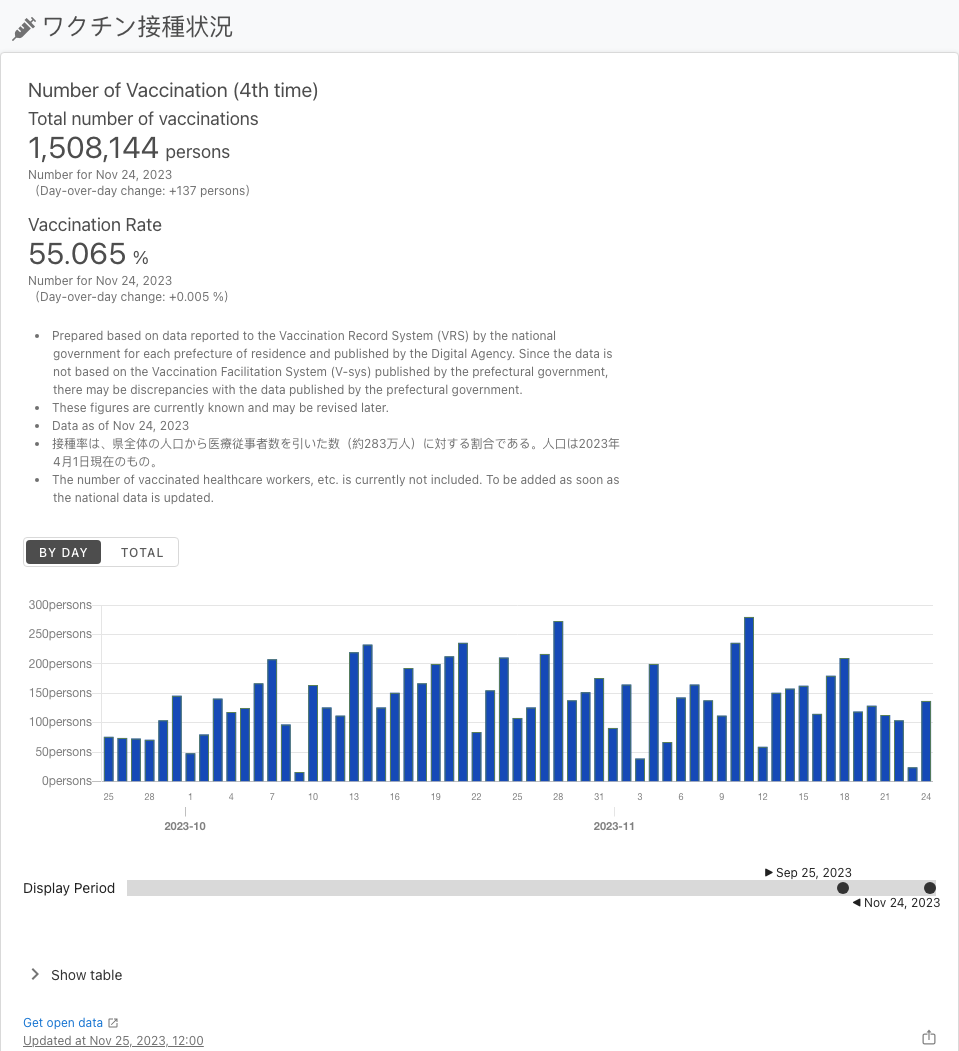 ワクチン接種状況
Number of Vaccination (4th time)
Total number of vaccinations
1,508,144 persons
Number for Nov 24, 2023
(Day-over-day change: +137 persons)
Vaccination Rate
55.065 %
Number for Nov 24, 2023
(Day-over-day change: +0.005 %)
• Prepared based on data reported to the Vaccination Record System (VRS) by the national
government for each prefecture of residence and published by the Digital Agency. Since the data is
not based on the Vaccination Facilitation System (V-sys) published by the prefectural government,
there may be discrepancies with the data published by the prefectural government.
• These figures are currently known and may be revised later.
• Data as of Nov 24, 2023
• 接種率は、県全体の人口から医療従事者数を引いた数（約283万人）に対する割合である。人口は2023年
4月1日現在のもの。
• The number of vaccinated healthcare workers, etc. is currently not included. To be added as soon as
the national data is updated.
BY DAY TOTAL
300persons
250persons
200persons
150persons
100persons
50persons
0persons
25 28 1 4 7 10 13 16 19 22 25 28 31 3 6 9 12 15 18 21 24
2023-10 2023-11
Sep 25, 2023
Display Period
Nov 24, 2023
Show table
Get open data
Updated at Nov 25, 2023, 12:00